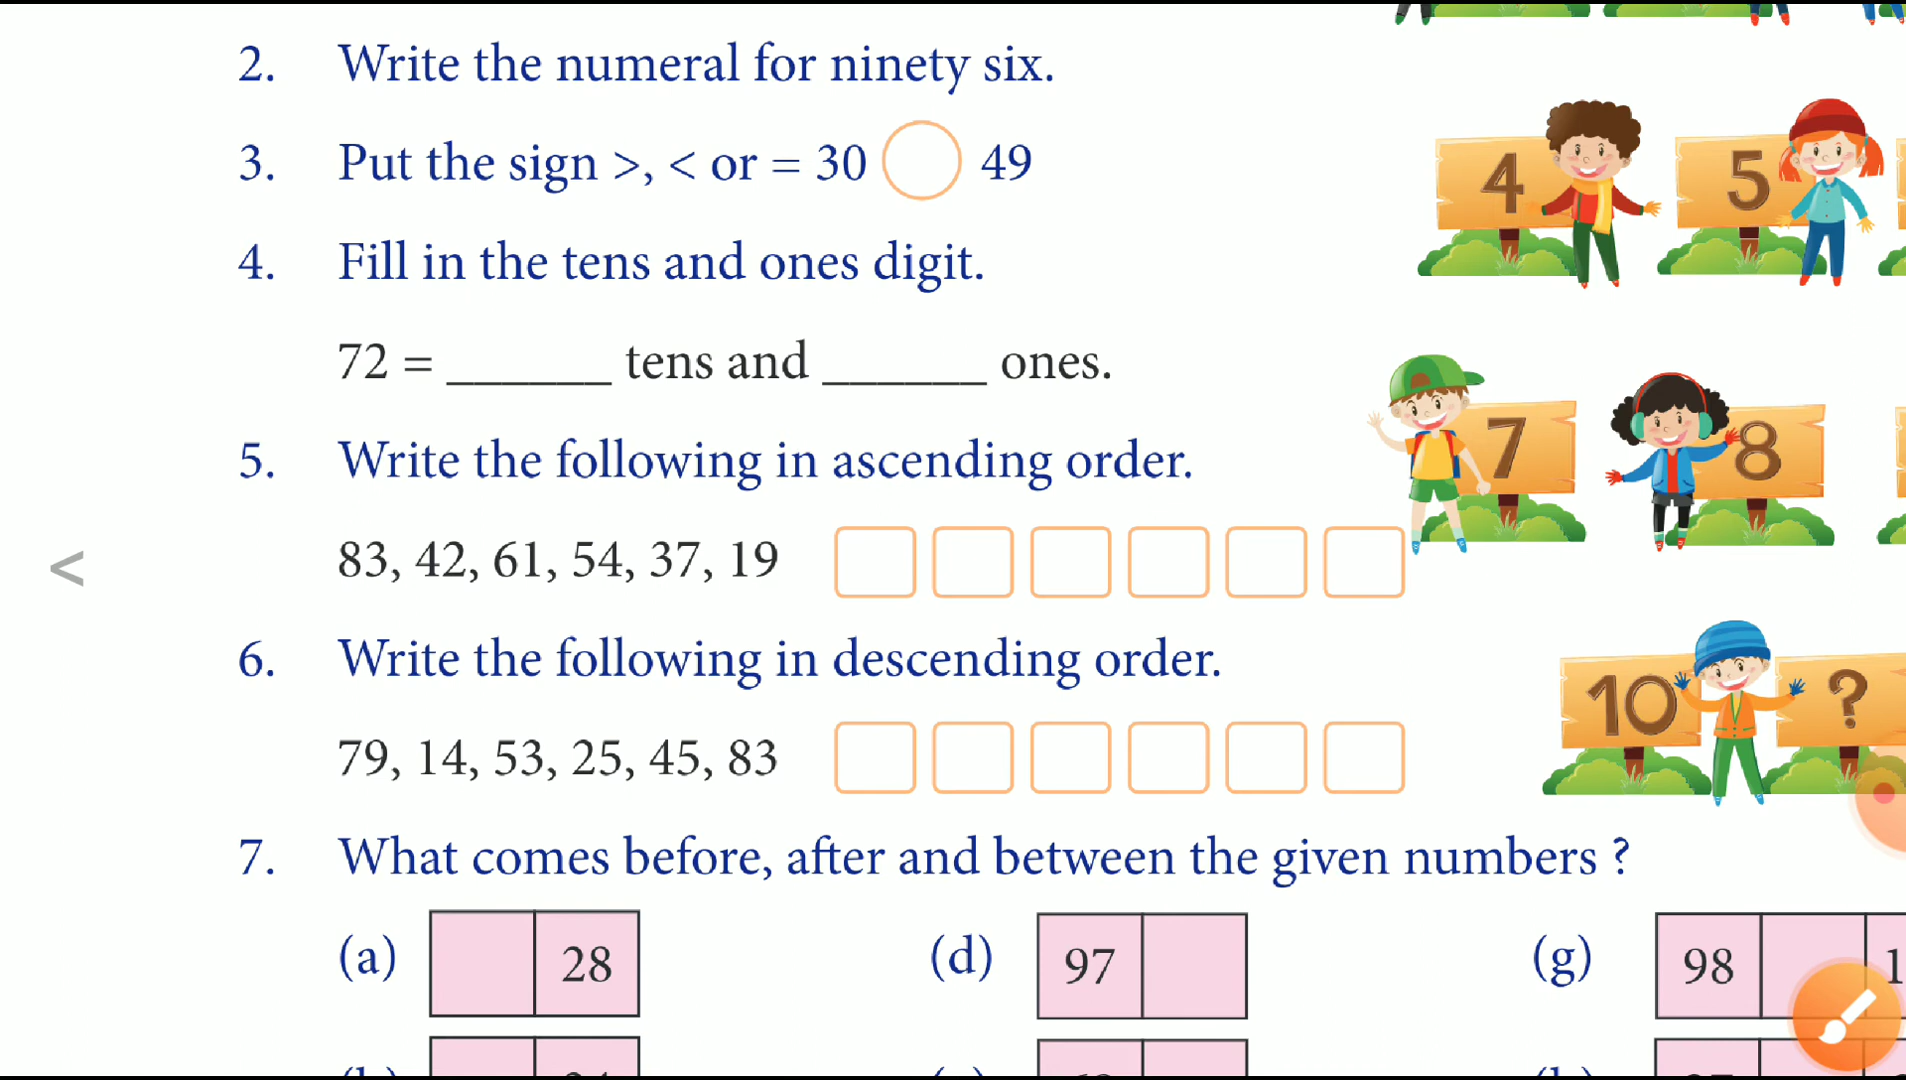 2. Write the numeral for ninety six.
3. Put the sign >, < or = 30 49
4. Fill in the tens and ones digit.
72 = ______ tens and ______ ones.
5. Write the following in ascending order.
83, 42, 61, 54, 37, 19
6. Write the following in descending order.
79, 14, 53, 25, 45, 83
7. What comes before, after and between the given numbers ?
(a) 28 (d) 97 (g) 98
4 5
7 8
10 ?
<